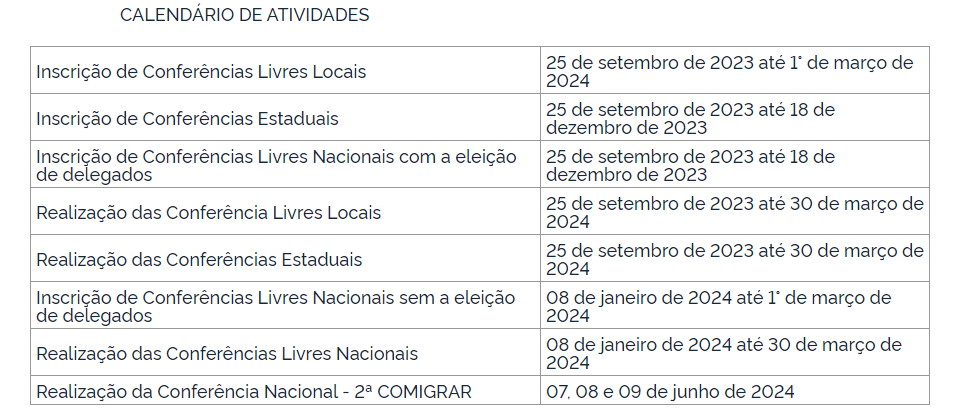 CALENDÁRIO DE ATIVIDADES
Inscrição de Conferências Livres Locais
25 de setembro de 2023 até 1° de março de
2024
Inscrição de Conferências Estaduais
25 de setembro de 2023 até 18 de
dezembro de 2023
Inscrição de Conferências Livres Nacionais com a eleição
de delegados
25 de setembro de 2023 até 18 de
dezembro de 2023
Realização das Conferência Livres Locais
25 de setembro de 2023 até 30 de março de
2024
Realização das Conferências Estaduais
25 de setembro de 2023 até 30 de março de
2024
Inscrição de Conferências Livres Nacionais sem a eleição
de delegados
08 de janeiro de 2024 até 1° de março de
2024
Realização das Conferências Livres Nacionais
08 de janeiro de 2024 até 30 de março de
2024
Realização da Conferência Nacional - 2ª COMIGRAR
07, 08 e 09 de junho de 2024